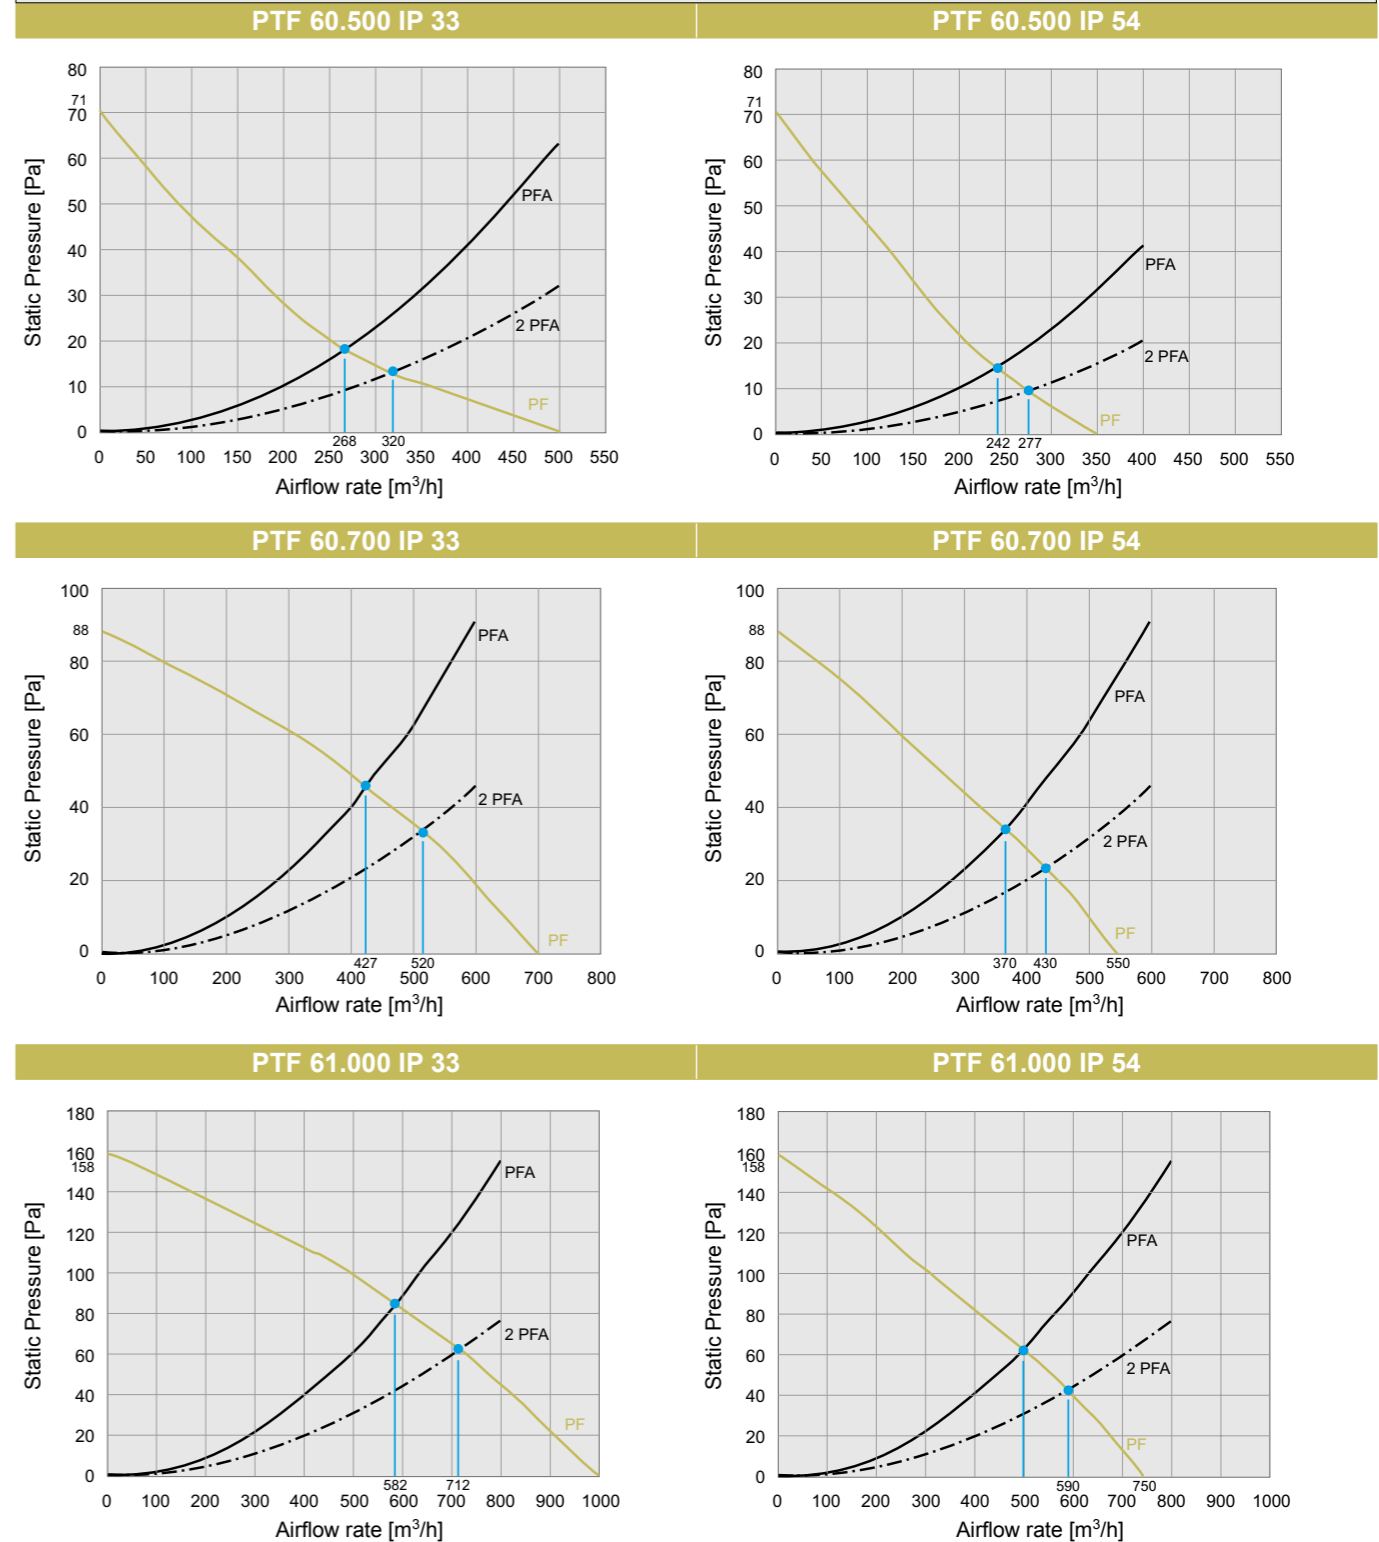 PTF 60.500 IP 33
80
71
70
60
50
40
30
20
10
0
Static Pressure [Pa]
PFA
2 PFA
PF
268 320
0 50 100 150 200 250 300 350 400 450 500 550
Airflow rate [m³/h]
PTF 60.500 IP 54
80
71
70
60
50
40
30
20
10
0
Static Pressure [Pa]
PFA
2 PFA
PF
242 277
0 50 100 150 200 250 300 350 400 450 500 550
Airflow rate [m³/h]
PTF 60.700 IP 33
100
88
80
60
40
20
0
Static Pressure [Pa]
PFA
2 PFA
PF
427 520
0 100 200 300 400 500 600 700 800
Airflow rate [m³/h]
PTF 60.700 IP 54
100
88
80
60
40
20
0
Static Pressure [Pa]
PFA
2 PFA
PF
370 430 550
0 100 200 300 400 500 600 700 800
Airflow rate [m³/h]
PTF 61.000 IP 33
180
160
158
140
120
100
80
60
40
20
0
Static Pressure [Pa]
PFA
2 PFA
PF
582 712
0 100 200 300 400 500 600 700 800 900 1000
Airflow rate [m³/h]
PTF 61.000 IP 54
180
160
158
140
120
100
80
60
40
20
0
Static Pressure [Pa]
PFA
2 PFA
PF
590 750
0 100 200 300 400 500 600 700 800 900 1000
Airflow rate [m³/h]